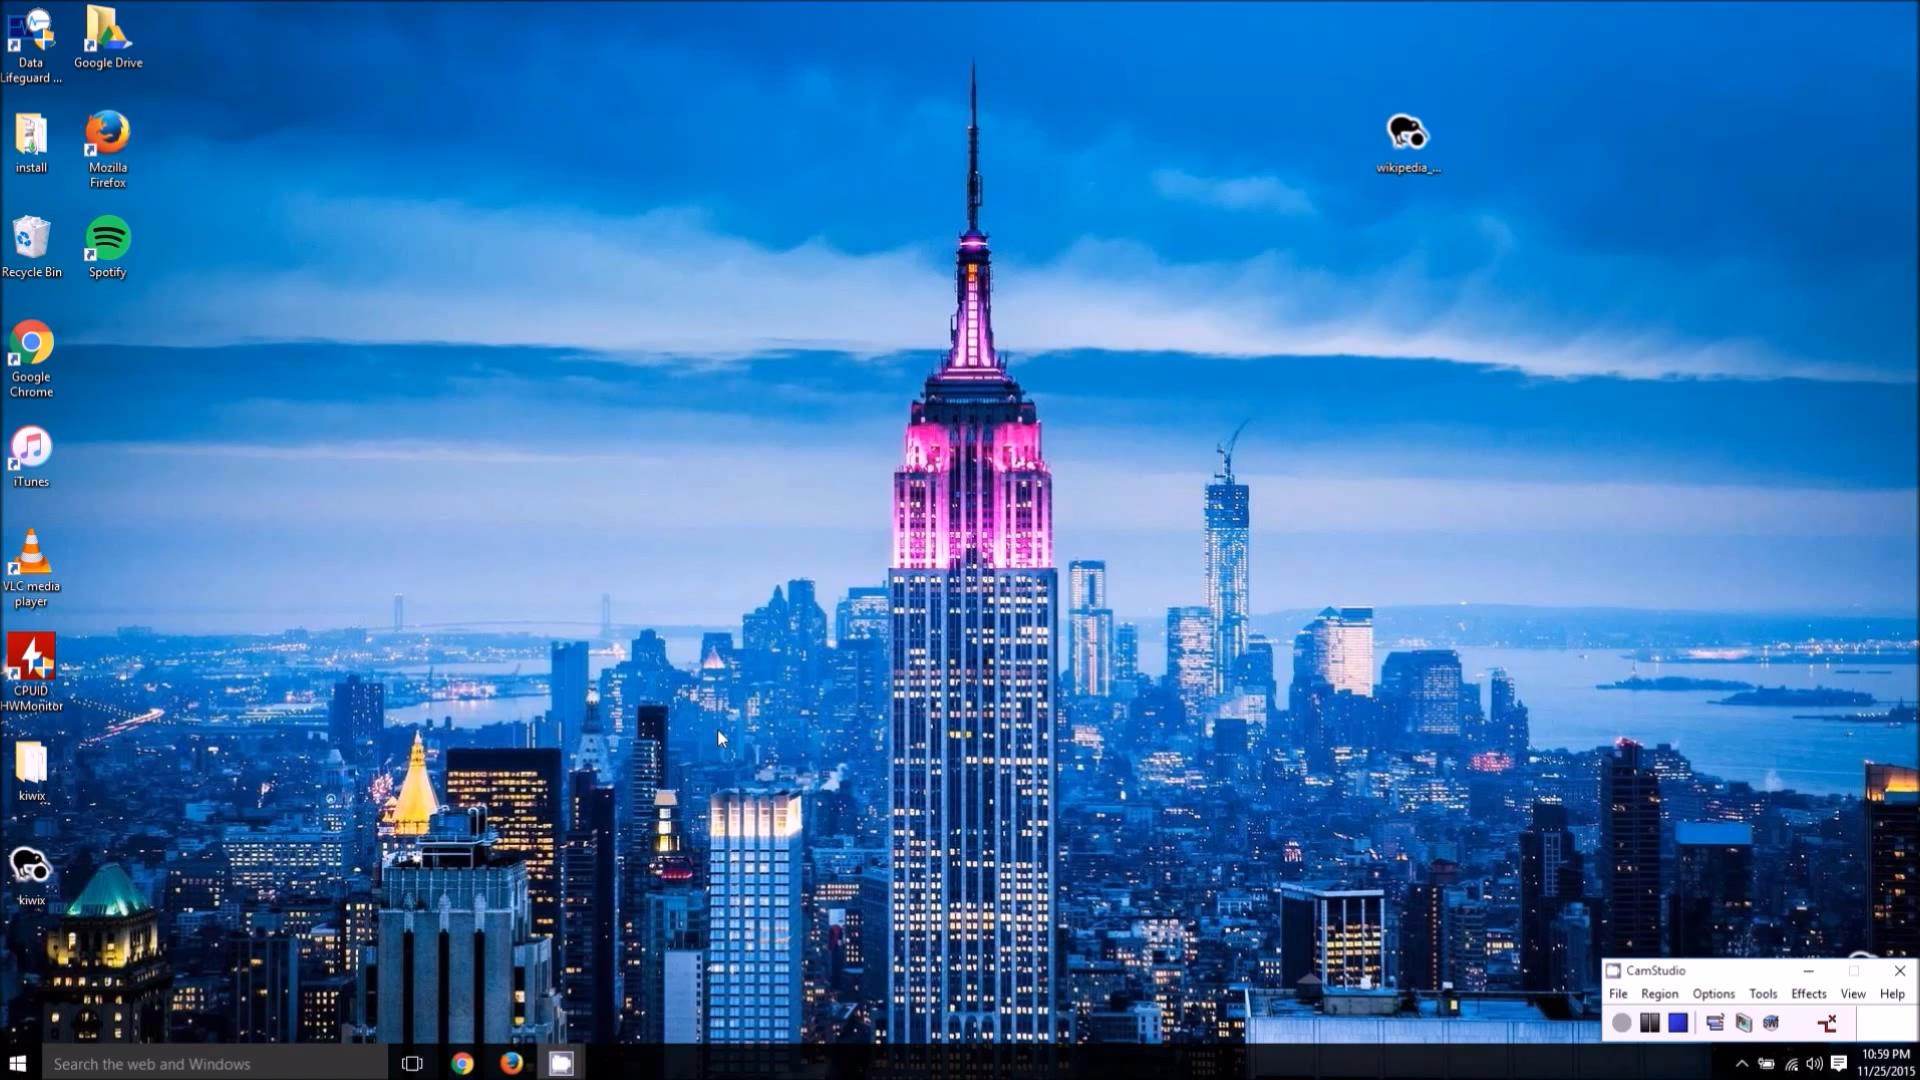 Data
Lifeguard ...
Google Drive
install
Mozilla
Firefox
Recycle Bin
Spotify
Google
Chrome
iTunes
VLC media
player
CPUID
HWMonitor
kiwix
kiwix
wikipedia_...
CamStudio
File Region Options Tools Effects View Help
SWF
Search the web and Windows
10:59 PM
11/25/2015